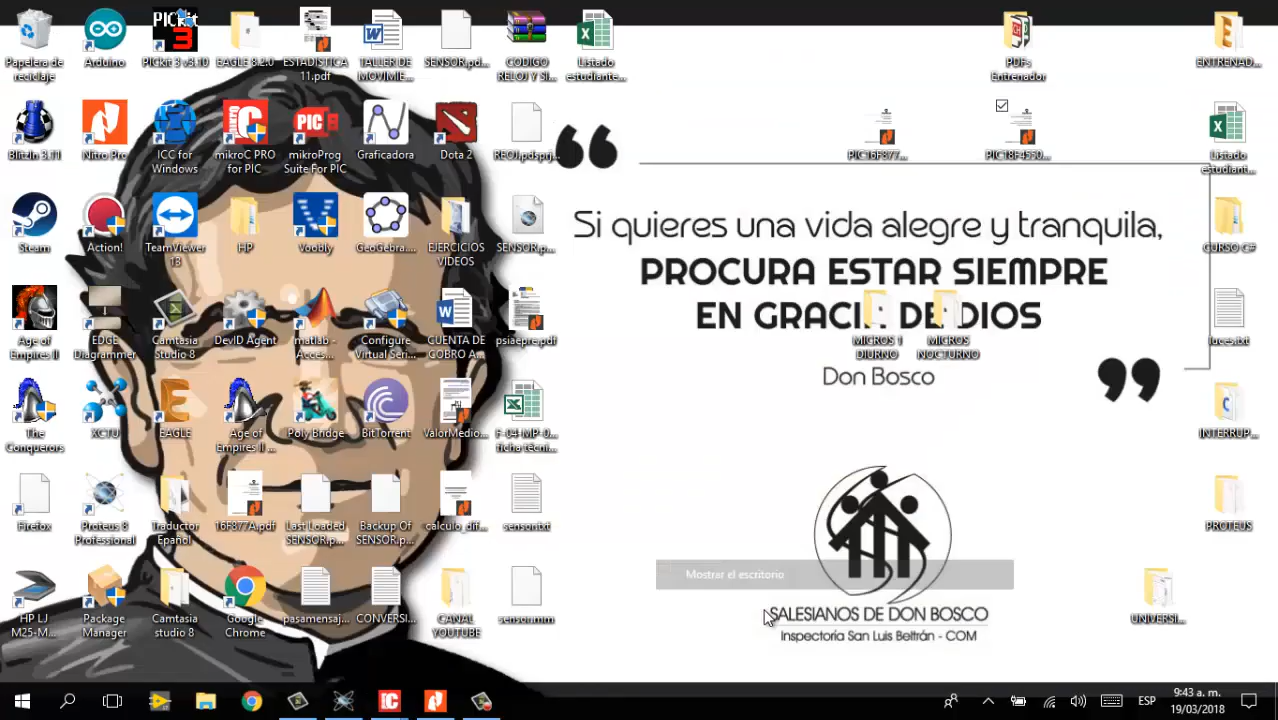 Papelera de reciclaje
Arduino
PICkit 3 v3.10
EAGLE 8.2.0
ESTADISTICA 11.pdf
TALLER DE MOVIMIE...
SENSOR.pd...
CODIGO RELOJ Y SI...
Listado estudiante...
PDFs Entrenador
ENTRENAD...
BlitzIn 3.11
Nitro Pro
ICC for Windows
mikroC PRO for PIC
mikroProg Suite For PIC
Graficadora
Dota 2
RELOJ.pdsprj...
PIC16F877...
PIC18F4550...
Listado estudiant...
Si quieres una vida alegre y tranquila,
PROCURA ESTAR SIEMPRE
EN GRACIA DE DIOS
Don Bosco
Steam
Action!
TeamViewer 13
HP
Voobly
GeoGebra....
EJERCICIOS VIDEOS
SENSOR.p...
CURSO C#
Age of Empires II
EDGE Diagrammer
Camtasia Studio 8
DevID Agent
matlab - Acces...
Configure Virtual Seri...
CUENTA DE COBRO A...
psiaepre.pdf
MICROS 1 DIURNO
MICROS NOCTURNO
luces.txt
The Conquerors
XCTU
EAGLE
Age of Empires II ...
Poly Bridge
BitTorrent
ValorMedio...
F-04-MP-0... ficha técni...
INTERRUP...
Firefox
Proteus 8 Professional
Traductor Español
16F877A.pdf
Last Loaded SENSOR.p...
Backup Of SENSOR.p...
calculo_dif...
sensor.txt
PROTEUS
Mostrar el escritorio
HP LJ M25-M...
Package Manager
Camtasia studio 8
Google Chrome
pasamensaj...
CONVERSI...
CANAL YOUTUBE
sensor.mm
UNIVERSI...
SALESIANOS DE DON BOSCO
Inspectoría San Luis Beltrán - COM
ESP
9:43 a. m.
19/03/2018